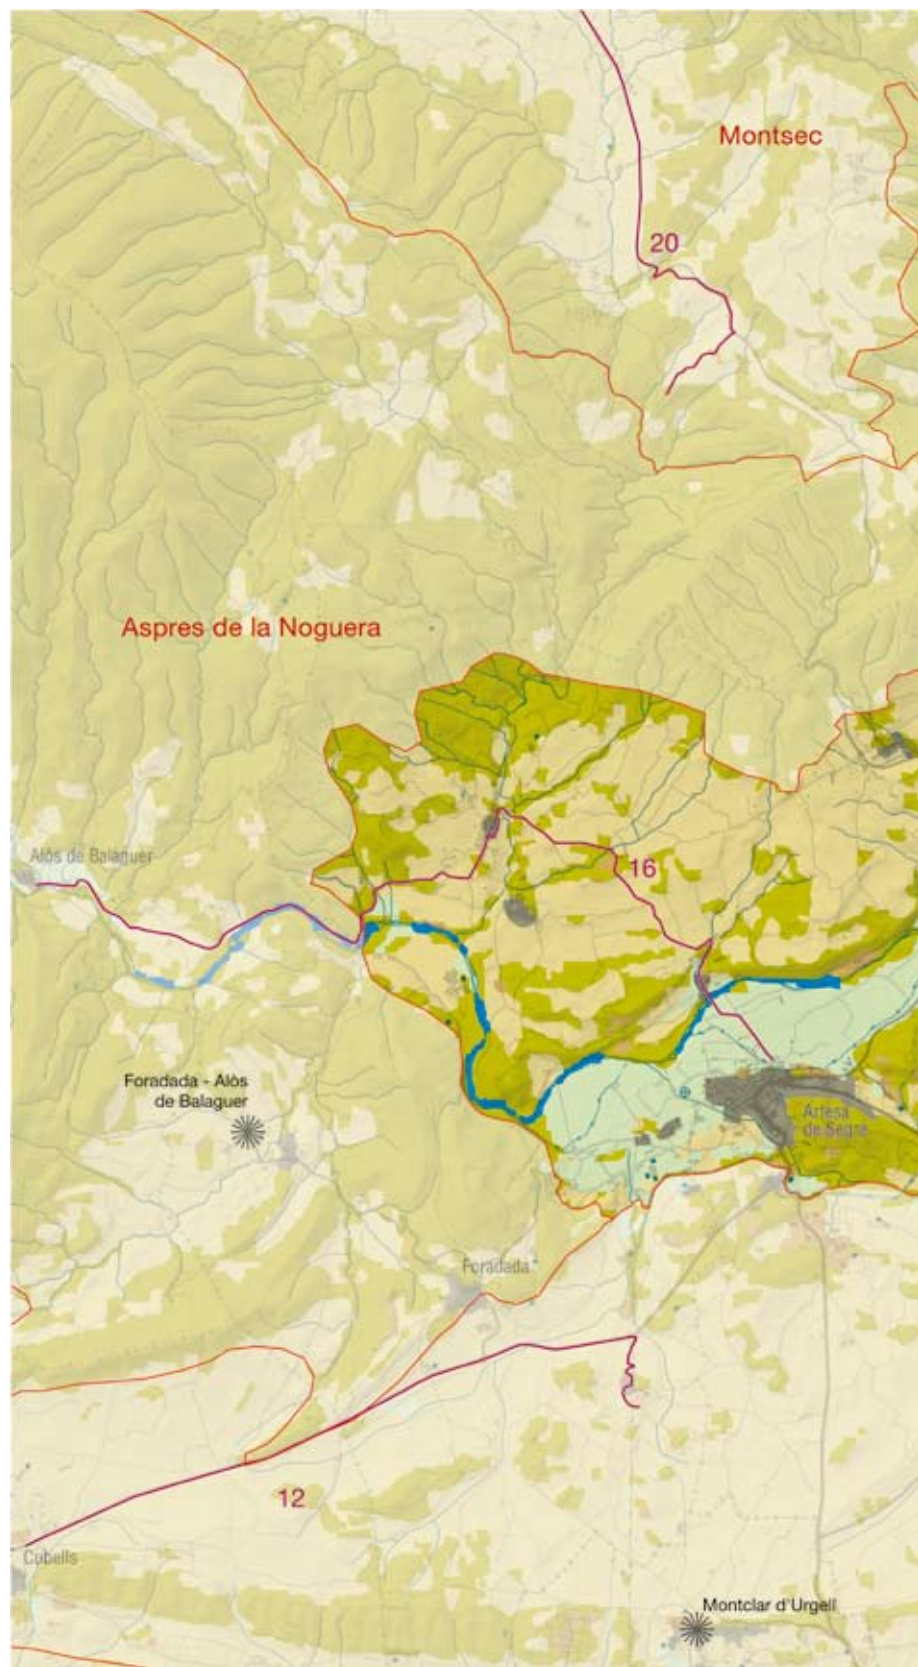 Montsec
20
Aspres de la Noguera
Alòs de Balaguer
16
Foradada - Alòs
de Balaguer
Artesa
de Segre
Foradada
12
Cubells
Montclar d'Urgell